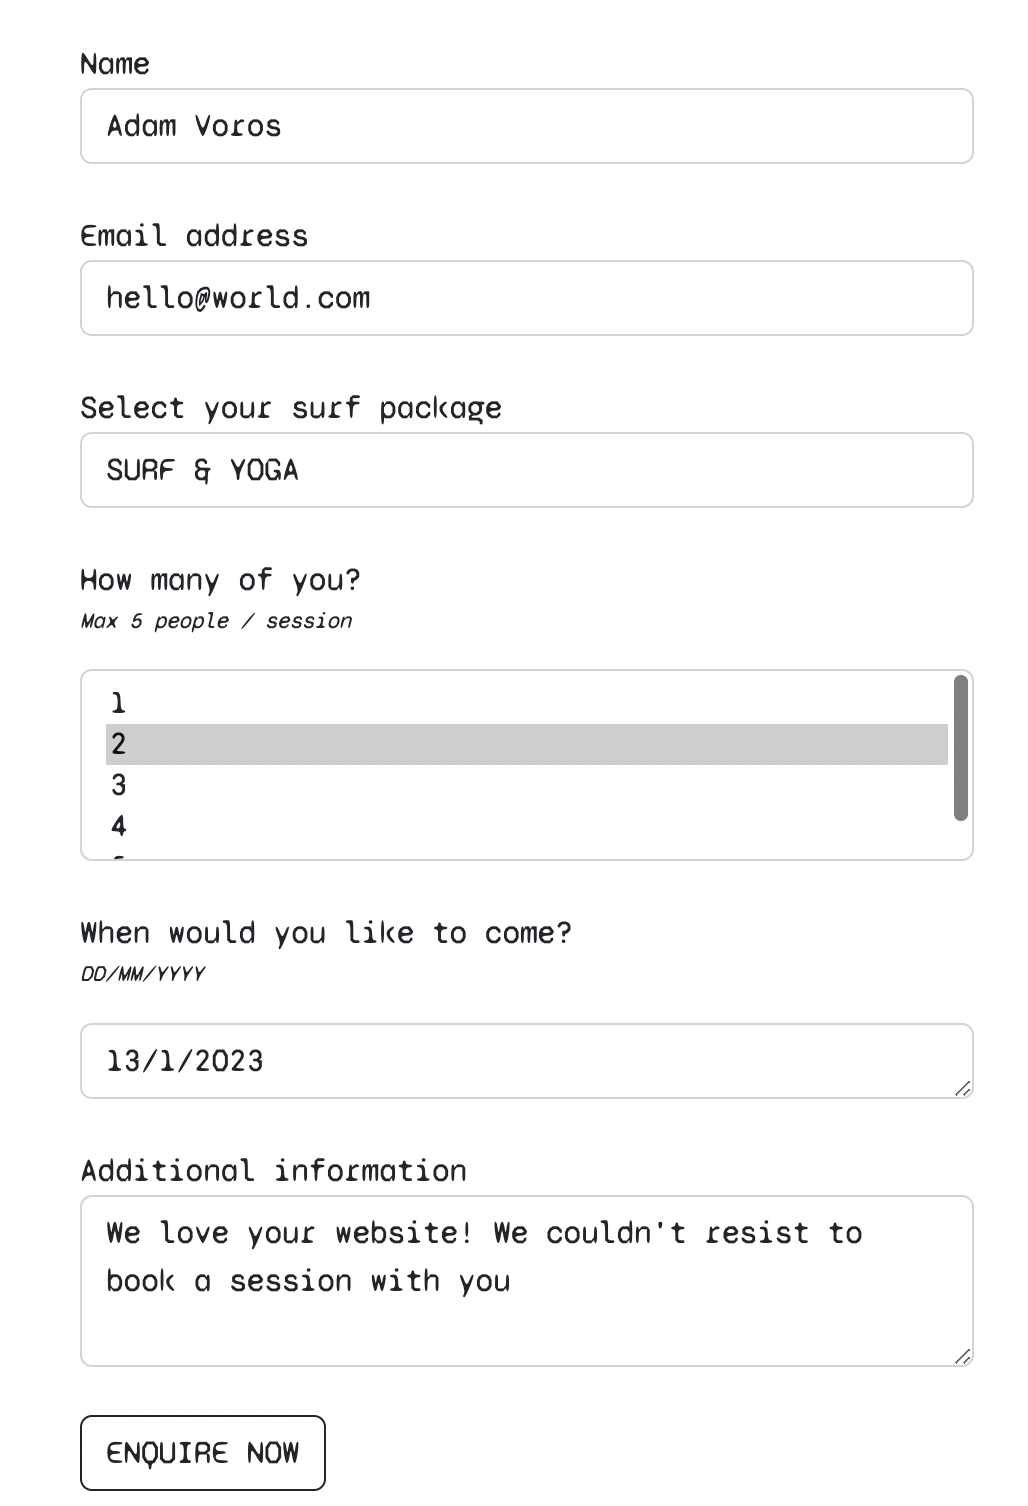 Name
Adam Voros
Email address
hello@world.com
Select your surf package
SURF & YOGA
How many of you?
Max 5 people / session
1
2
3
4
When would you like to come?
DD/MM/YYYY
13/1/2023
Additional information
We love your website! We couldn't resist to
book a session with you
ENQUIRE NOW